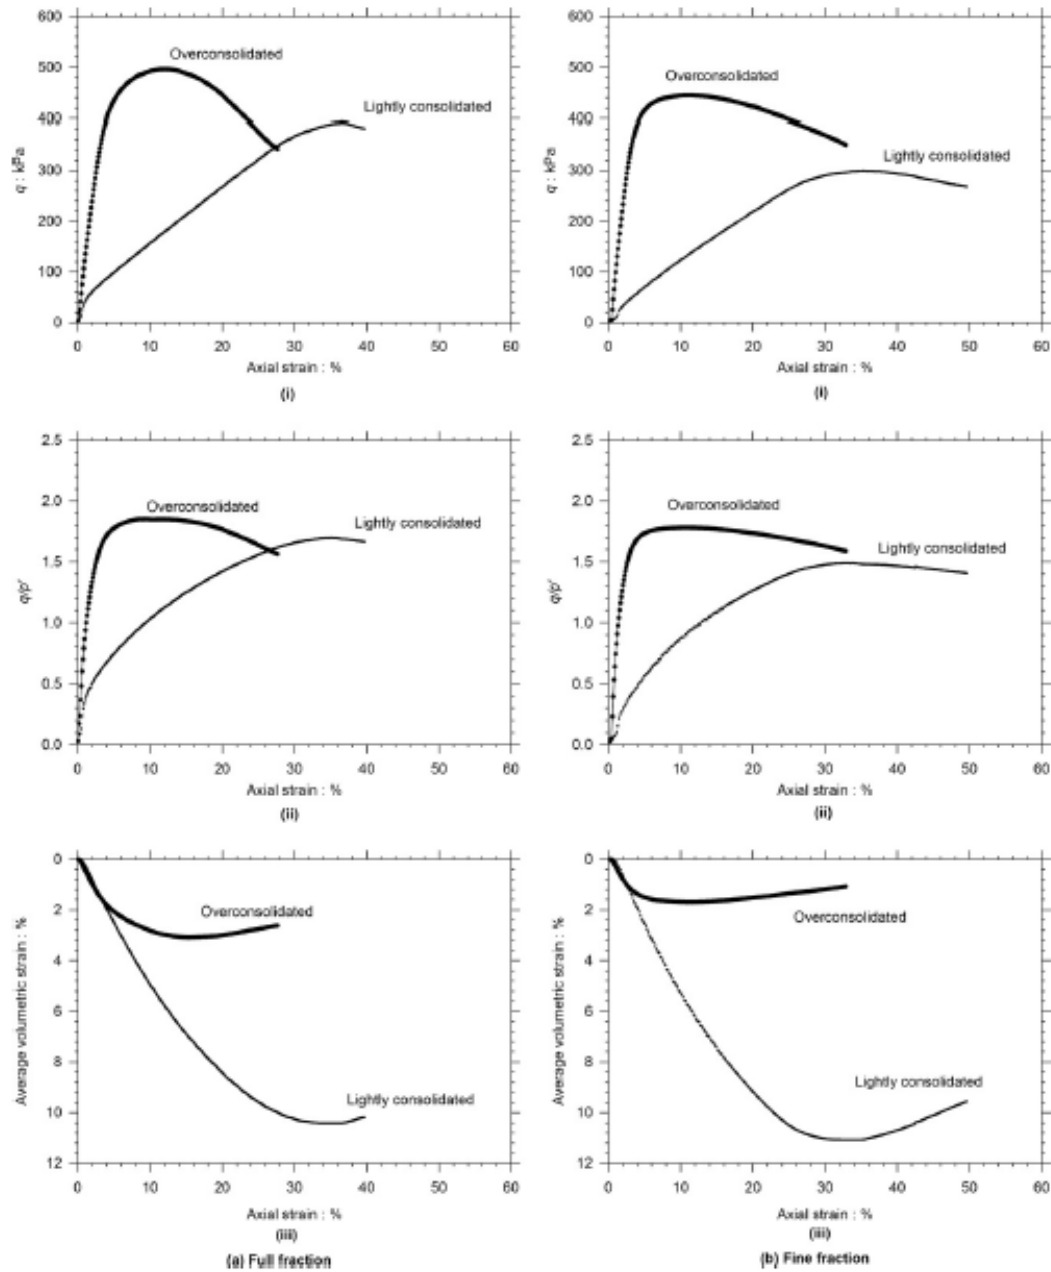 600
500
400
300
200
100
0
q : kPa
Overconsolidated
Lightly consolidated
0 10 20 30 40 50 60
Axial strain : %
(i)
600
500
400
300
200
100
0
q : kPa
Overconsolidated
Lightly consolidated
0 10 20 30 40 50 60
Axial strain : %
(i)
2.5
2.0
1.5
1.0
0.5
0.0
q/p'
Overconsolidated
Lightly consolidated
0 10 20 30 40 50 60
Axial strain : %
(ii)
2.5
2.0
1.5
1.0
0.5
0.0
q/p'
Overconsolidated
Lightly consolidated
0 10 20 30 40 50 60
Axial strain : %
(ii)
0
2
4
6
8
10
12
Average volumetric strain : %
Overconsolidated
Lightly consolidated
0 10 20 30 40 50 60
Axial strain : %
(iii)
(a) Full fraction
0
2
4
6
8
10
12
Average volumetric strain : %
Overconsolidated
Lightly consolidated
0 10 20 30 40 50 60
Axial strain : %
(iii)
(b) Fine fraction